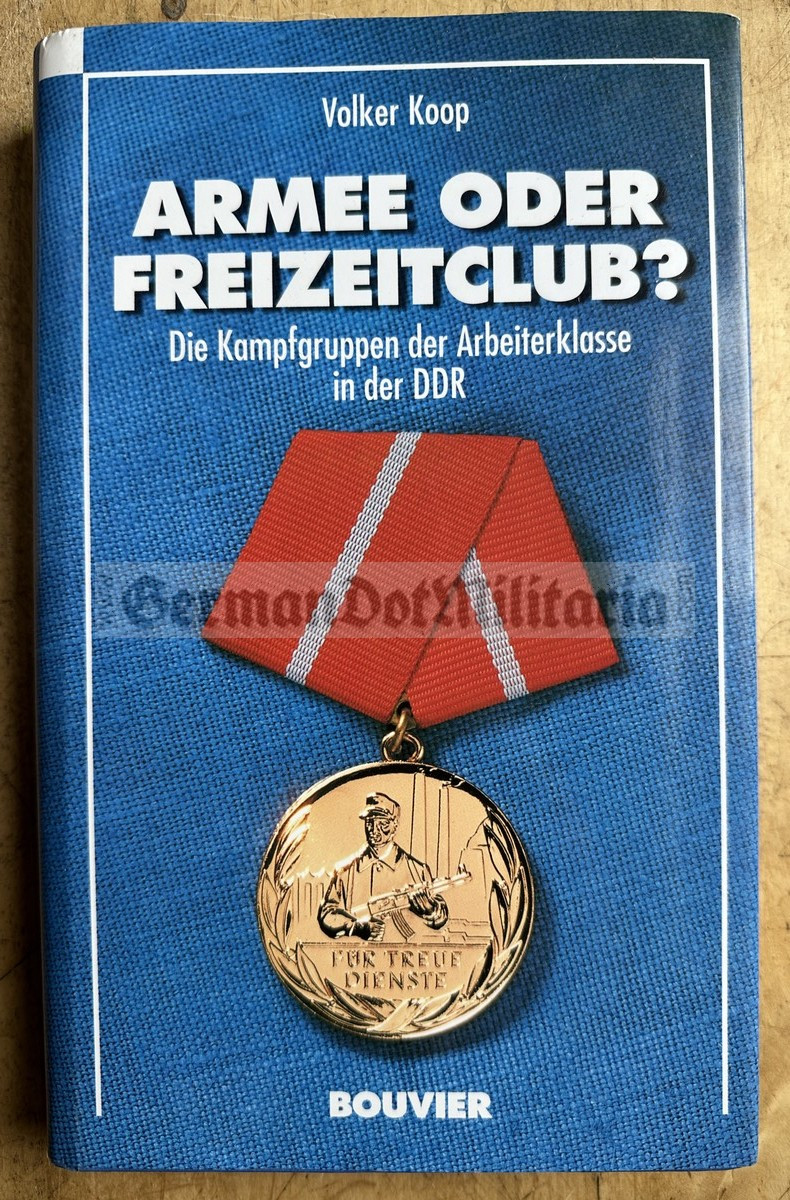 Volker Koop
ARMEE ODER
FREIZEITCLUB?
Die Kampfgruppen der Arbeiterklasse
in der DDR
GermanDotMilitaria
FÜR TREUE
DIENSTE
BOUVIER